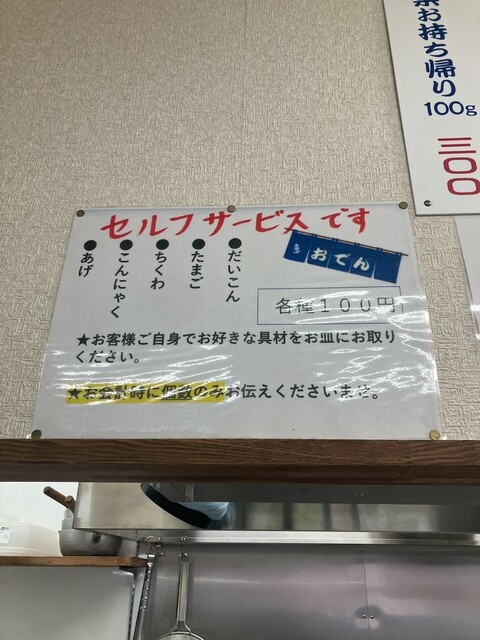 お持ち帰り
100g
三〇〇
セルフサービスです
おでん
●だいこん
●たまご
●ちくわ
●こんにゃく
●あげ
各種100円
★お客様ご自身でお好きな具材をお皿にお取り
ください。
★お会計時に個数のみお伝えくださいませ。